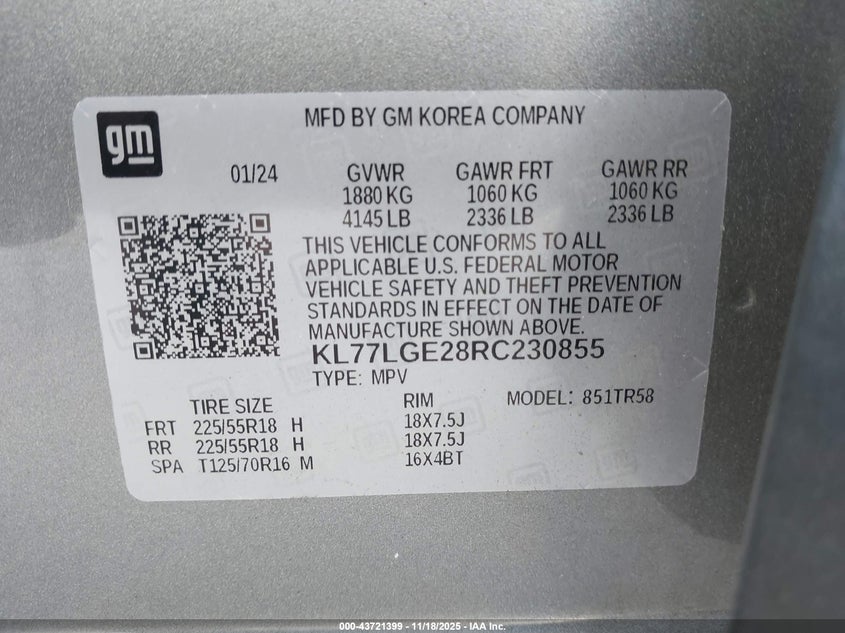 MFD BY GM KOREA COMPANY
gm
01/24 GVWR GAWR FRT GAWR RR
1880 KG 1060 KG 1060 KG
4145 LB 2336 LB 2336 LB
THIS VEHICLE CONFORMS TO ALL
APPLICABLE U.S. FEDERAL MOTOR
VEHICLE SAFETY AND THEFT PREVENTION
STANDARDS IN EFFECT ON THE DATE OF
MANUFACTURE SHOWN ABOVE.
KL77LGE28RC230855
TYPE: MPV
TIRE SIZE RIM MODEL: 851TR58
FRT 225/55R18 H 18X7.5J
RR 225/55R18 H 18X7.5J
SPA T125/70R16 M 16X4BT
000-43721399 | 11/18/2025 - IAA Inc.